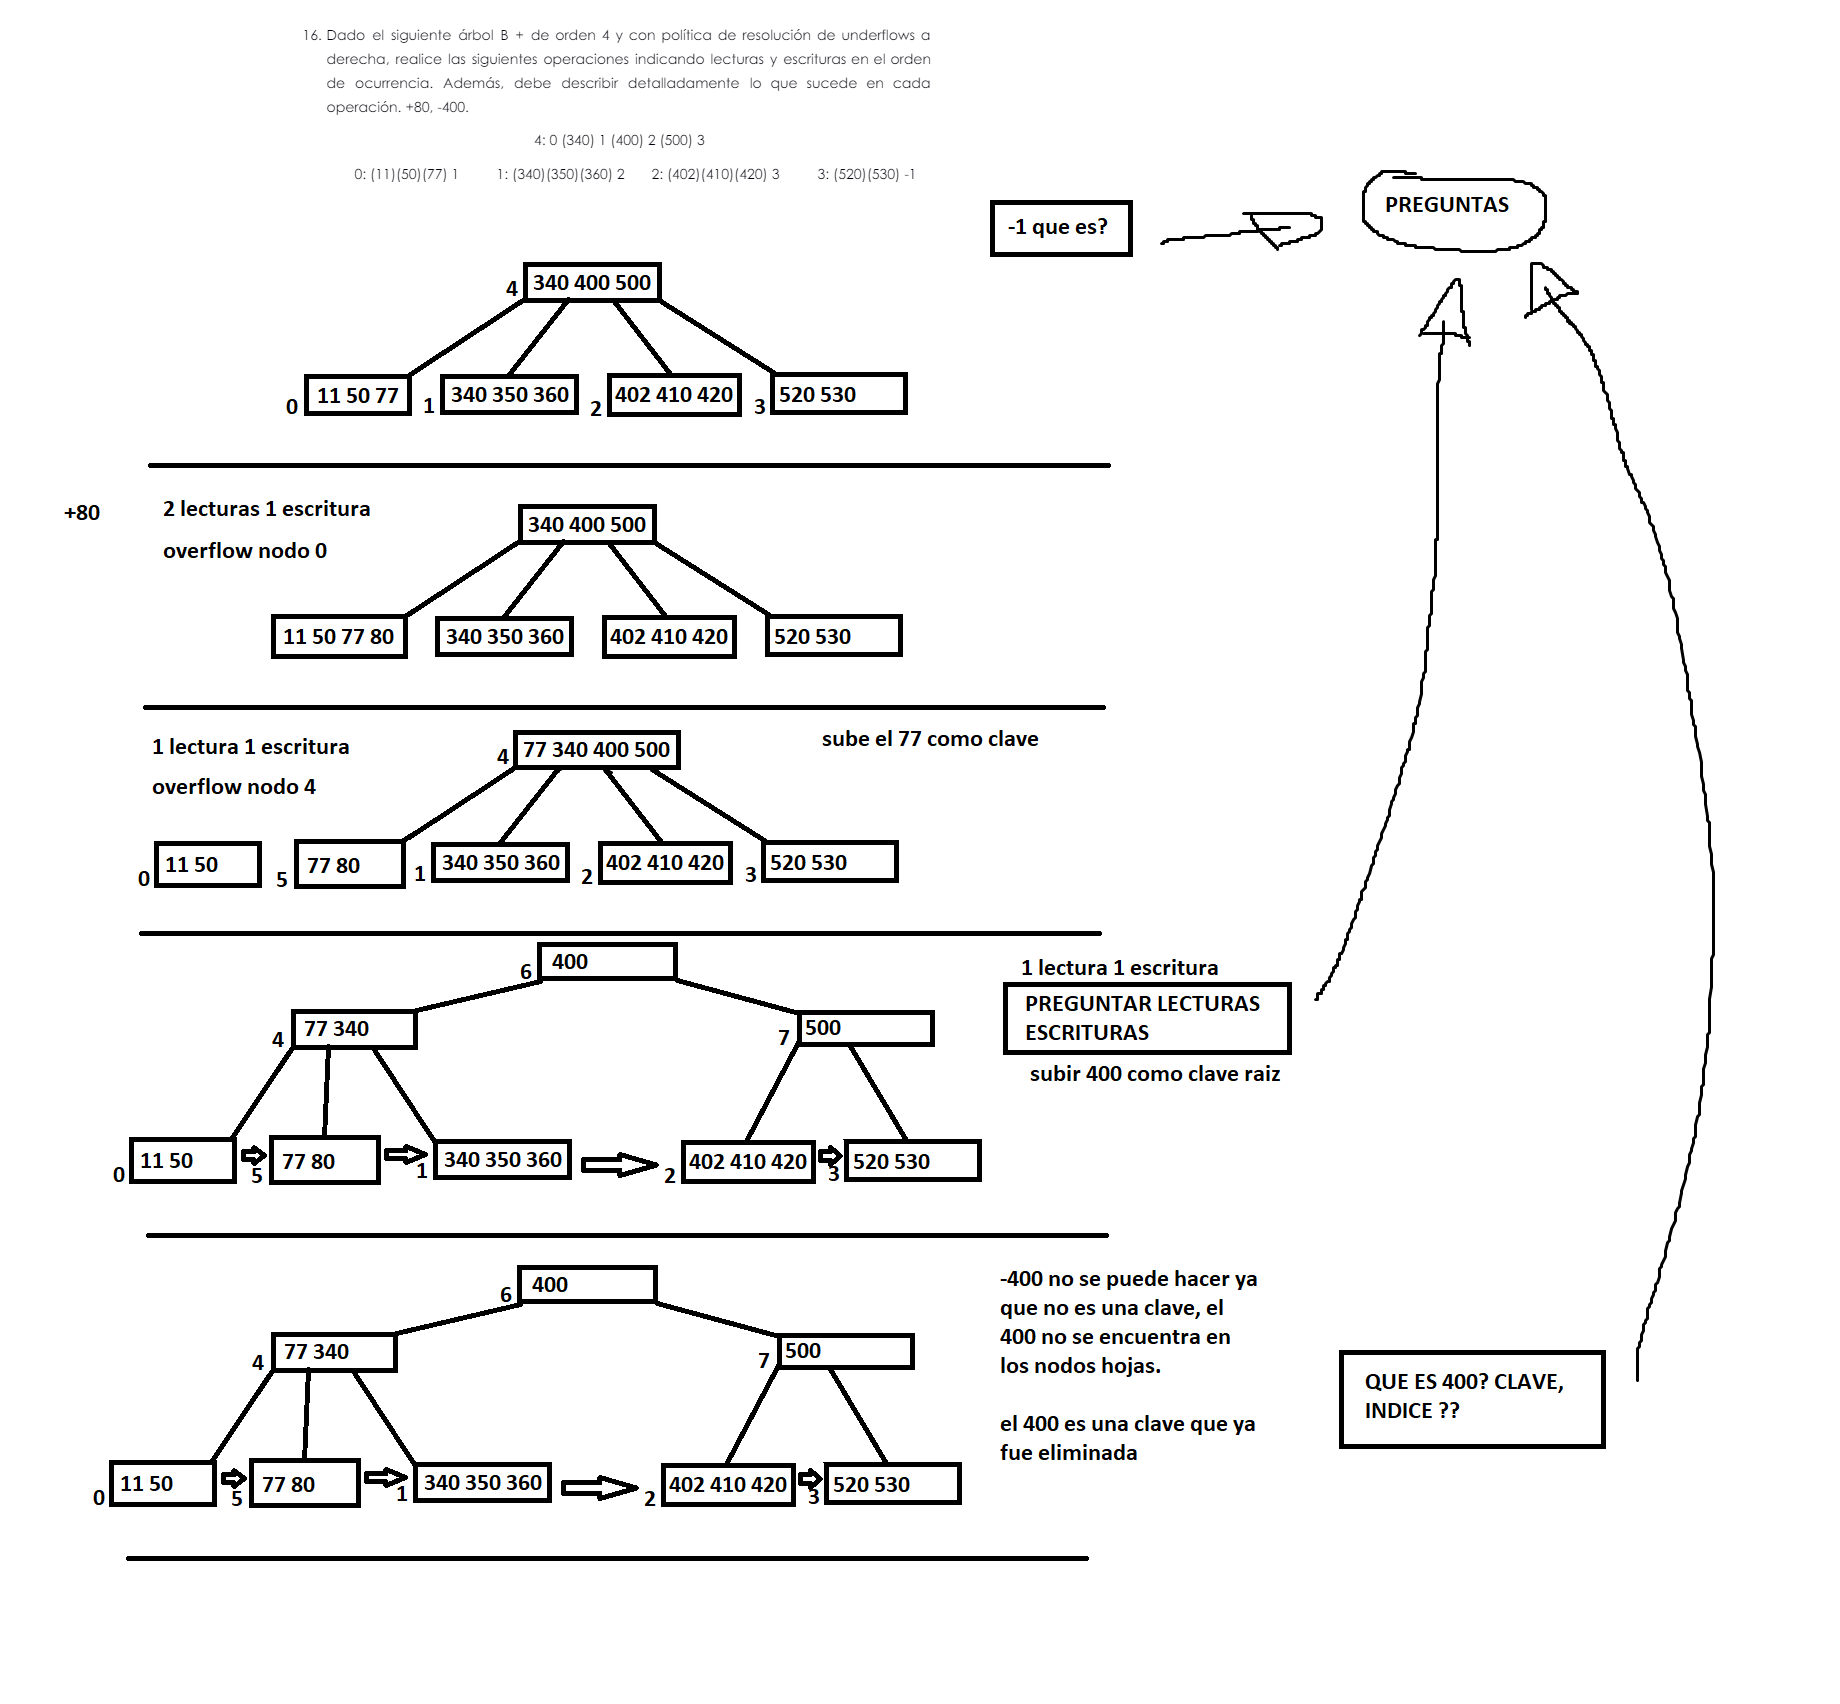 16. Dado el siguiente árbol B + de orden 4 y con política de resolución de underflows a
derecha, realice las siguientes operaciones indicando lecturas y escrituras en el orden
de ocurrencia. Además, debe describir detalladamente lo que sucede en cada
operación. +80, -400.
4: 0 (340) 1 (400) 2 (500) 3
0: (11)(50)(77) 1 1: (340)(350)(360) 2 2: (402)(410)(420) 3 3: (520)(530) -1
-1 que es?
PREGUNTAS
4 340 400 500
0 11 50 77 1 340 350 360 2 402 410 420 3 520 530
+80
2 lecturas 1 escritura
overflow nodo 0
340 400 500
11 50 77 80 340 350 360 402 410 420 520 530
1 lectura 1 escritura
overflow nodo 4
4 77 340 400 500
sube el 77 como clave
0 11 50 5 77 80 1 340 350 360 2 402 410 420 3 520 530
6 400
1 lectura 1 escritura
PREGUNTAR LECTURAS
ESCRITURAS
subir 400 como clave raiz
4 77 340 7 500
0 11 50 5 77 80 1 340 350 360 2 402 410 420 3 520 530
6 400
4 77 340 7 500
0 11 50 5 77 80 1 340 350 360 2 402 410 420 3 520 530
-400 no se puede hacer ya
que no es una clave, el
400 no se encuentra en
los nodos hojas.
el 400 es una clave que ya
fue eliminada
QUE ES 400? CLAVE,
INDICE ??